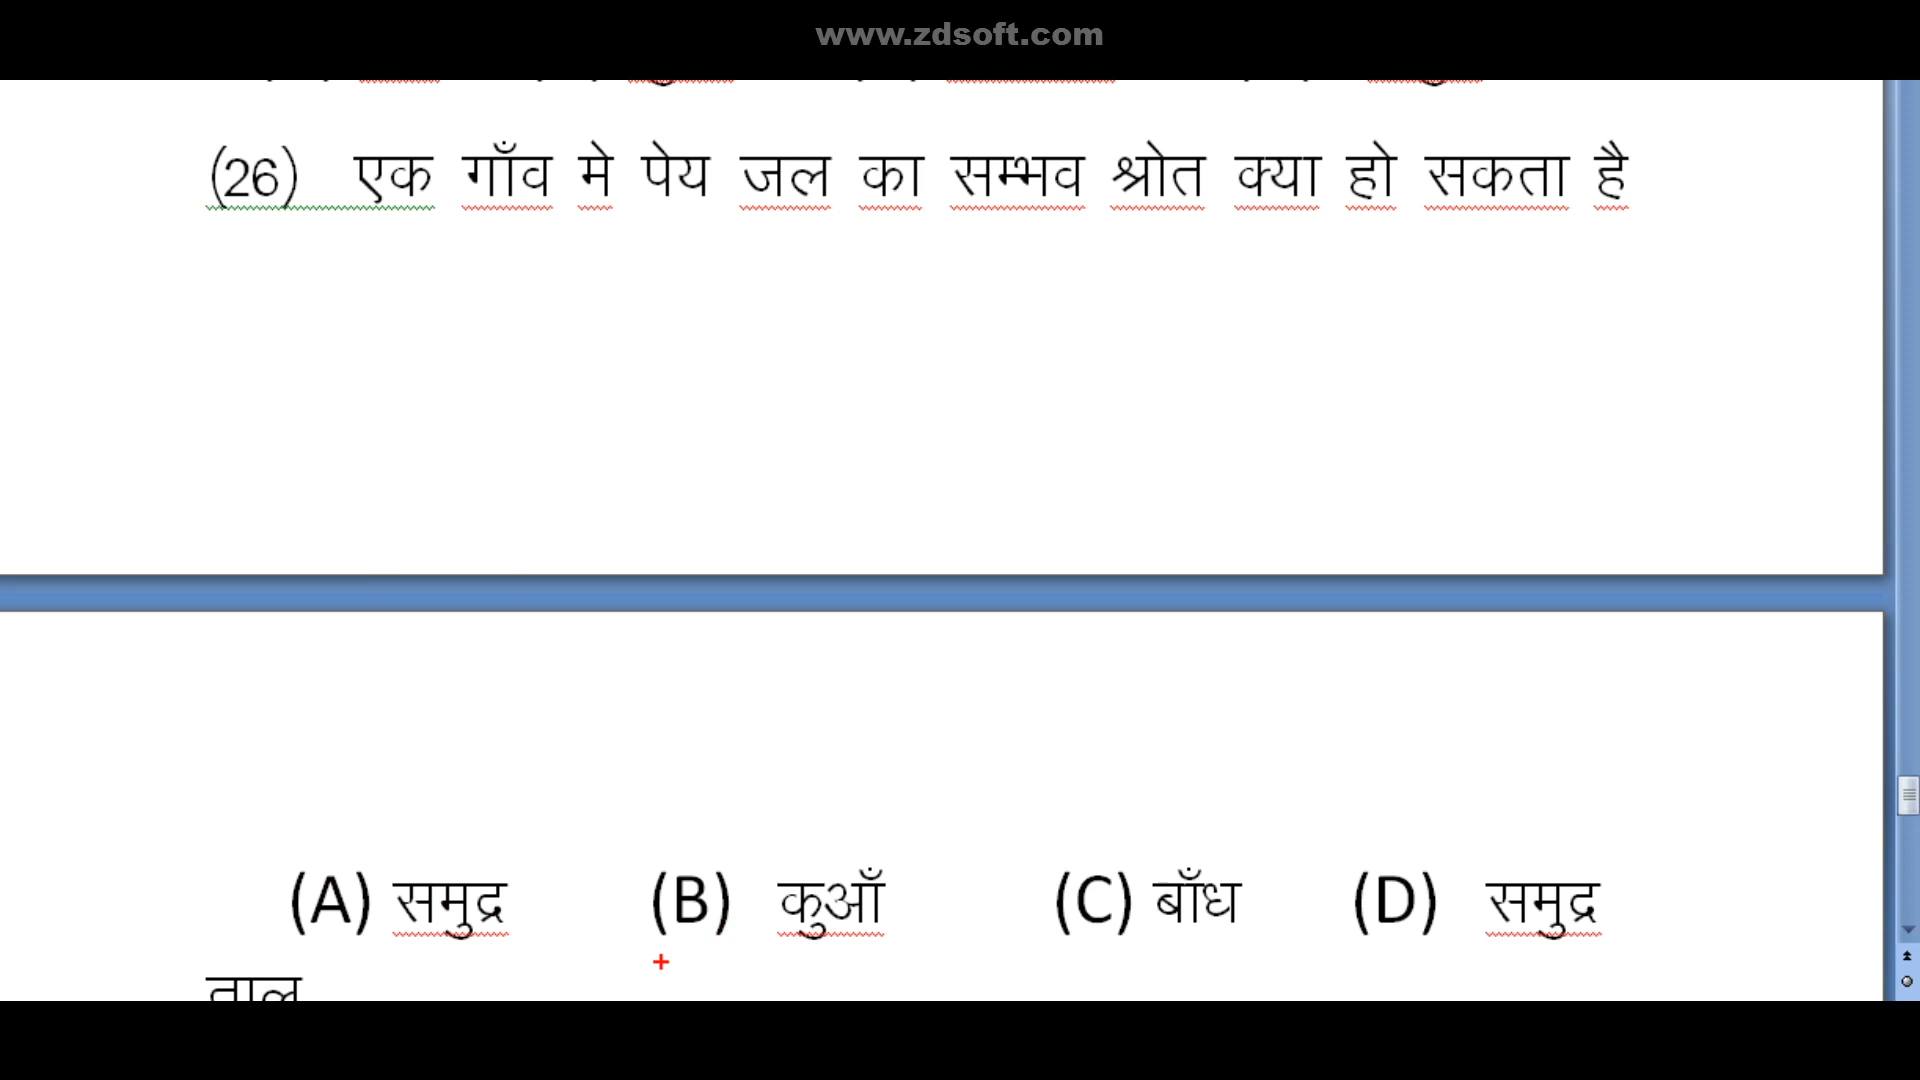 www.zdsoft.com
(26) एक गाँव मे पेय जल का सम्भव श्रोत क्या हो सकता है
(A) समुद्र (B) कुआँ (C) बाँध (D) समुद्र
ताल